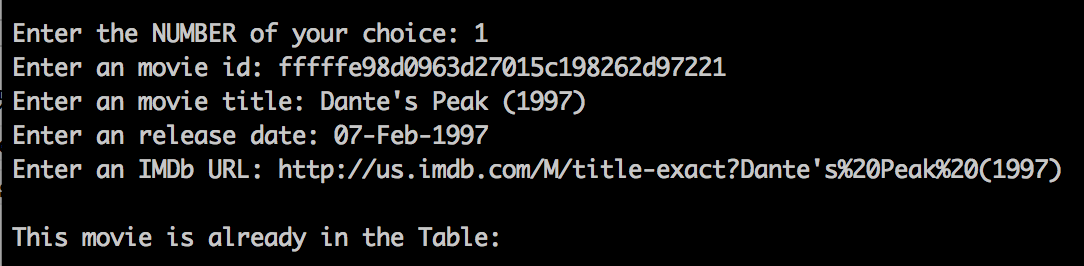 Enter the NUMBER of your choice: 1
Enter an movie id: fffffe98d0963d27015c198262d97221
Enter an movie title: Dante's Peak (1997)
Enter an release date: 07-Feb-1997
Enter an IMDb URL: http://us.imdb.com/M/title-exact?Dante's%20Peak%20(1997)
This movie is already in the Table: